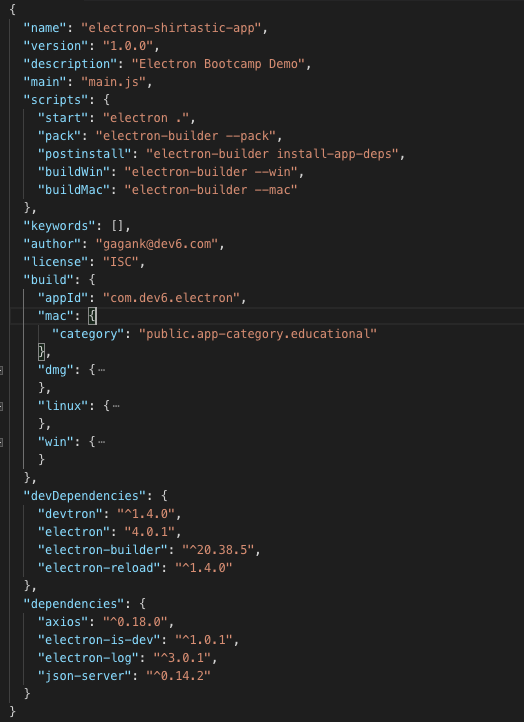 {
  "name": "electron-shirtastic-app",
  "version": "1.0.0",
  "description": "Electron Bootcamp Demo",
  "main": "main.js",
  "scripts": {
    "start": "electron .",
    "pack": "electron-builder --pack",
    "postinstall": "electron-builder install-app-deps",
    "buildWin": "electron-builder --win",
    "buildMac": "electron-builder --mac"
  },
  "keywords": [],
  "author": "gagank@dev6.com",
  "license": "ISC",
  "build": {
    "appId": "com.dev6.electron",
    "mac": {
      "category": "public.app-category.educational"
    },
    "dmg": {⋯
    },
    "linux": {⋯
    },
    "win": {⋯
    }
  },
  "devDependencies": {
    "devtron": "^1.4.0",
    "electron": "4.0.1",
    "electron-builder": "^20.38.5",
    "electron-reload": "^1.4.0"
  },
  "dependencies": {
    "axios": "^0.18.0",
    "electron-is-dev": "^1.0.1",
    "electron-log": "^3.0.1",
    "json-server": "^0.14.2"
  }
}